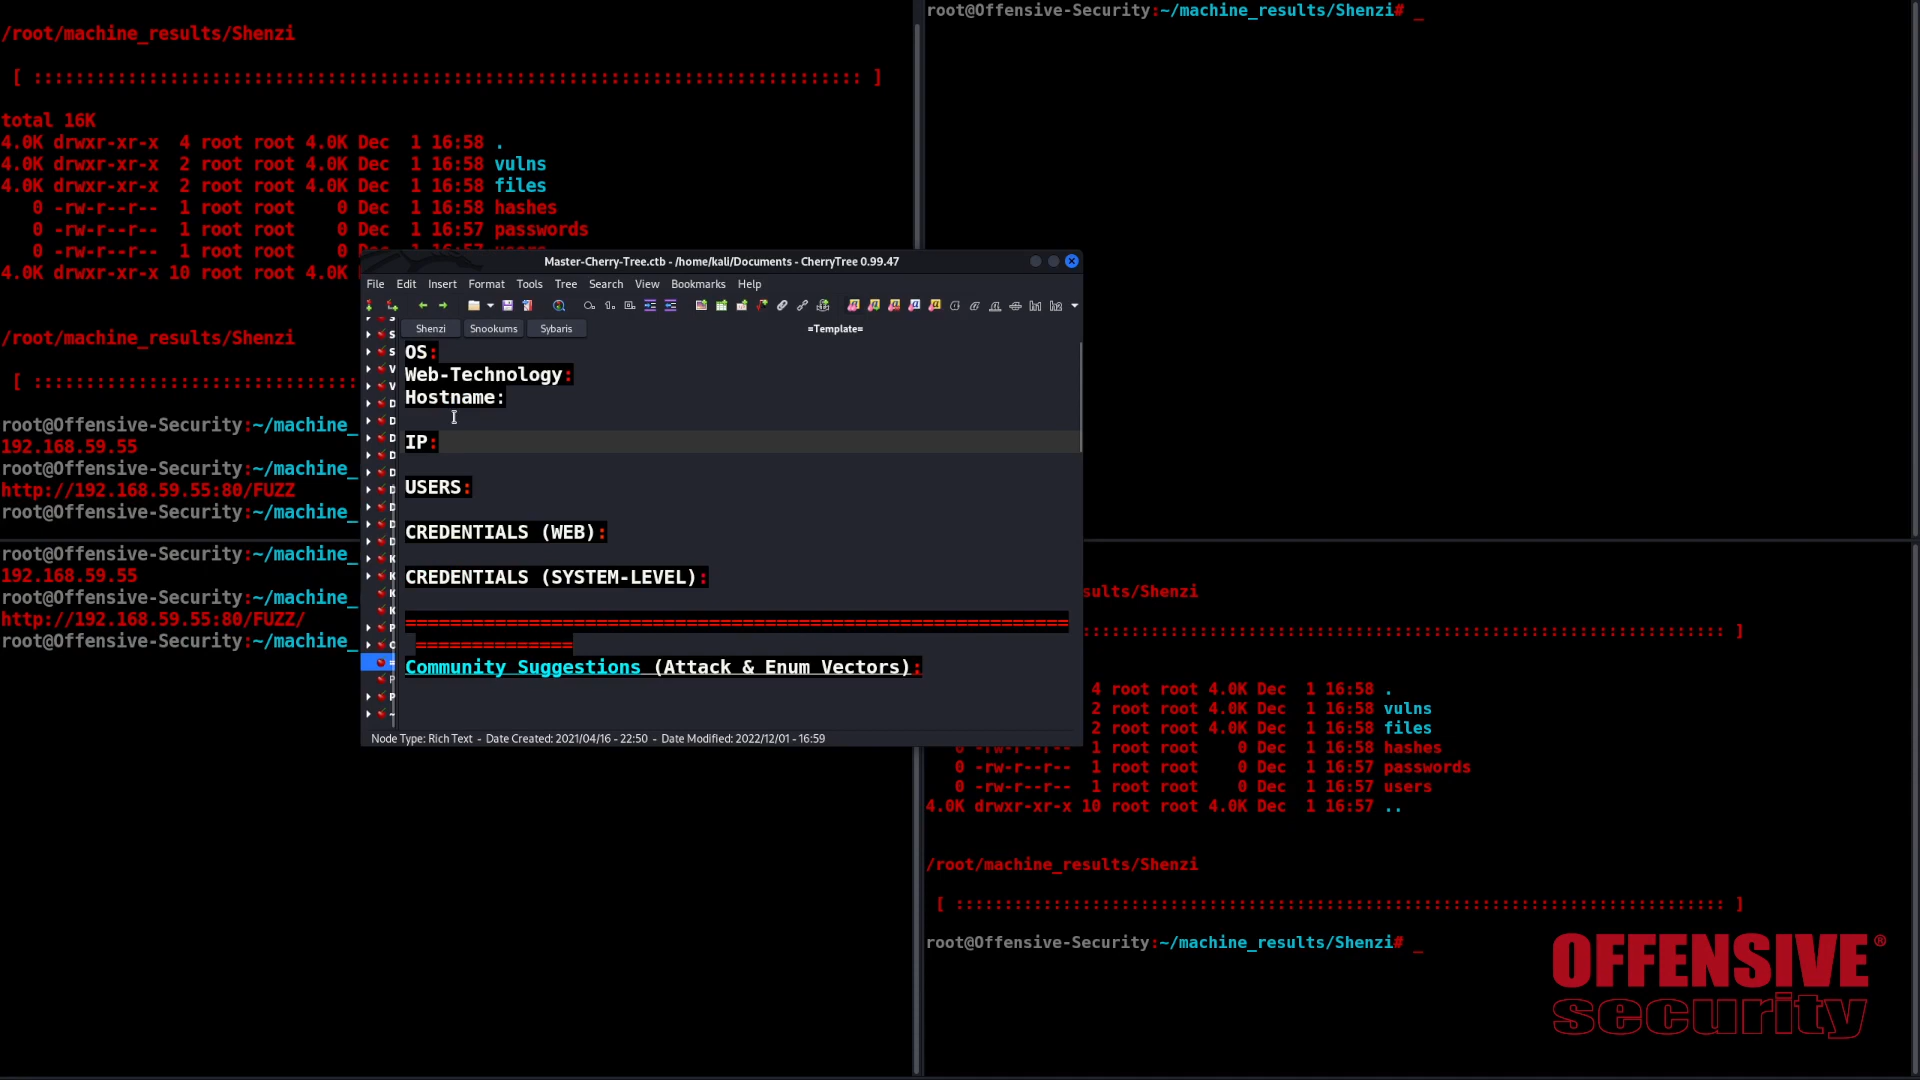 /root/machine_results/Shenzi
[ ::::::::::::::::::::::::::::::::::::::::::::::::::::::::::::::::::::::::::::::: ]
total 16K
4.0K drwxr-xr-x  4 root root 4.0K Dec  1 16:58 .
4.0K drwxr-xr-x  2 root root 4.0K Dec  1 16:58 vulns
4.0K drwxr-xr-x  2 root root 4.0K Dec  1 16:58 files
0 -rw-r--r--  1 root root    0 Dec  1 16:58 hashes
0 -rw-r--r--  1 root root    0 Dec  1 16:57 passwords
0 -rw-r--r--  1 root root    0 Dec  1 16:57 users
4.0K drwxr-xr-x 10 root root 4.0K
/root/machine_results/Shenzi
[ :::::::::::::::::::::::::::::::
root@Offensive-Security:~/machine_
192.168.59.55
root@Offensive-Security:~/machine_
http://192.168.59.55:80/FUZZ
root@Offensive-Security:~/machine_
root@Offensive-Security:~/machine_
192.168.59.55
root@Offensive-Security:~/machine_
http://192.168.59.55:80/FUZZ/
root@Offensive-Security:~/machine_
root@Offensive-Security:~/machine_results/Shenzi# _
Master-Cherry-Tree.ctb - /home/kali/Documents - CherryTree 0.99.47
File Edit Insert Format Tools Tree Search View Bookmarks Help
Shenzi Snookums Sybaris =Template=
OS:
Web-Technology:
Hostname:
IP:
USERS:
CREDENTIALS (WEB):
CREDENTIALS (SYSTEM-LEVEL):
===========================================================
==============
Community Suggestions (Attack & Enum Vectors):
Node Type: Rich Text - Date Created: 2021/04/16 - 22:50 - Date Modified: 2022/12/01 - 16:59
sults/Shenzi
::::::::::::::::::::::::::::::::::::::::::::::::::::::::::::: ]
4 root root 4.0K Dec  1 16:58 .
2 root root 4.0K Dec  1 16:58 vulns
2 root root 4.0K Dec  1 16:58 files
0 -rw-r--r--  1 root root    0 Dec  1 16:58 hashes
0 -rw-r--r--  1 root root    0 Dec  1 16:57 passwords
0 -rw-r--r--  1 root root    0 Dec  1 16:57 users
4.0K drwxr-xr-x 10 root root 4.0K Dec  1 16:57 ..
/root/machine_results/Shenzi
[ :::::::::::::::::::::::::::::::::::::::::::::::::::::::::::::::::::::::::: ]
root@Offensive-Security:~/machine_results/Shenzi# _
OFFENSIVE®
security